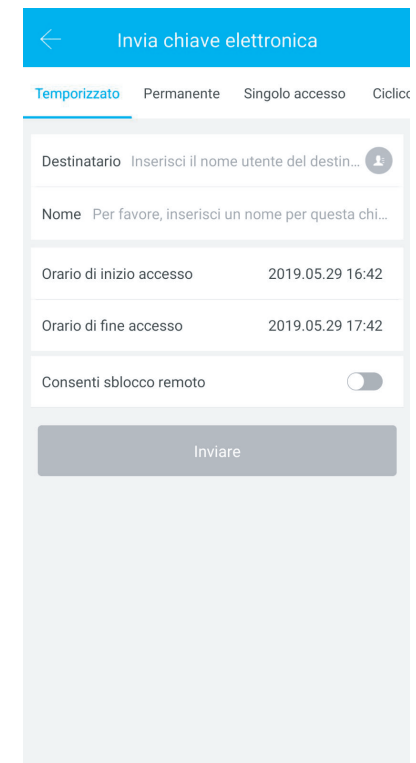 Invia chiave elettronica
Temporizzato Permanente Singolo accesso Ciclico
Destinatario Inserisci il nome utente del destin...
Nome Per favore, inserisci un nome per questa chi...
Orario di inizio accesso 2019.05.29 16:42
Orario di fine accesso 2019.05.29 17:42
Consenti sblocco remoto
Inviare